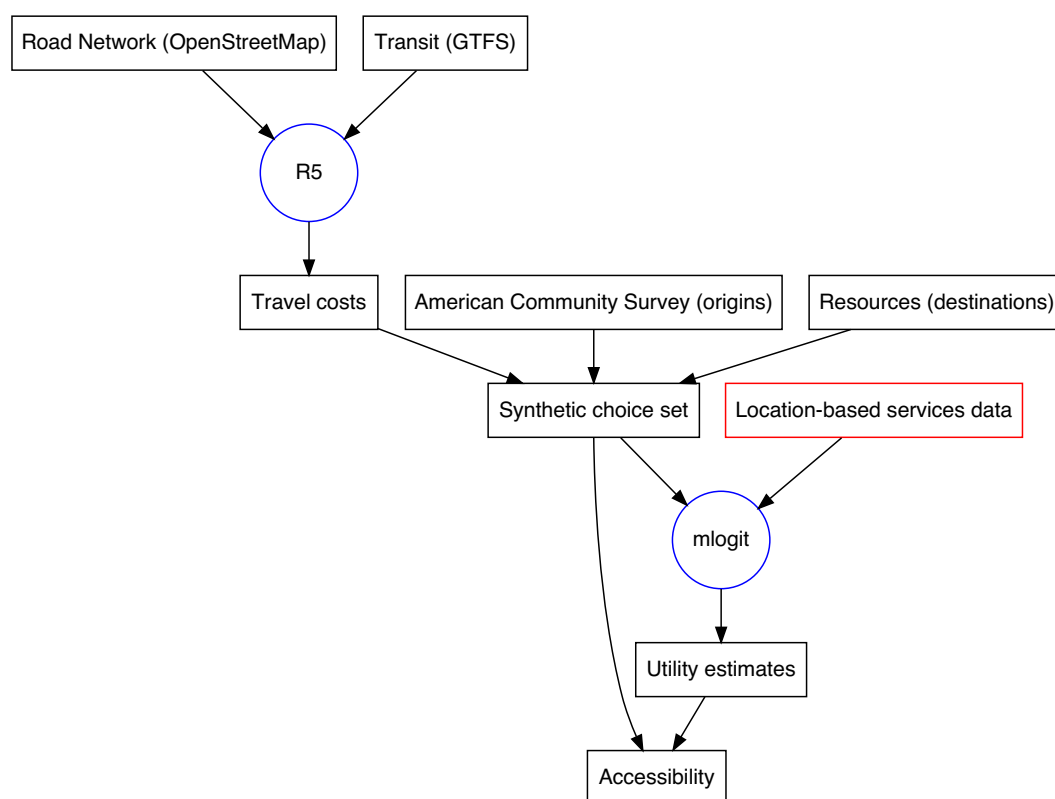 Road Network (OpenStreetMap)
Transit (GTFS)
R5
Travel costs
American Community Survey (origins)
Resources (destinations)
Synthetic choice set
Location-based services data
mlogit
Utility estimates
Accessibility